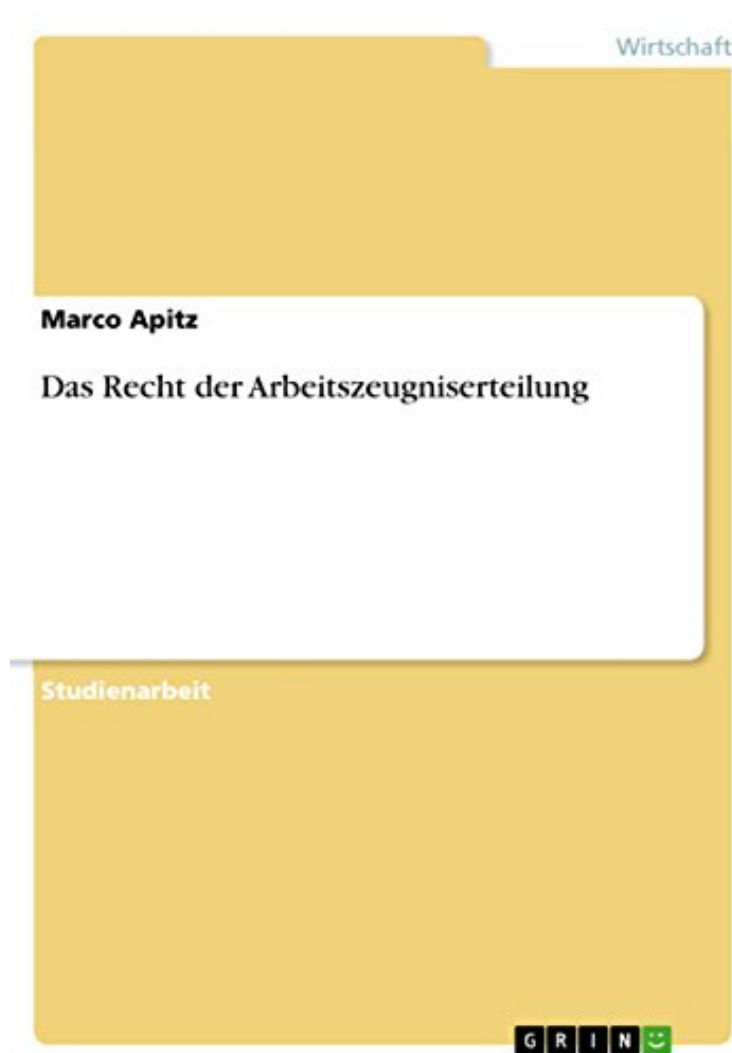 Wirtschaft
Marco Apitz
Das Recht der Arbeitszeugniserteilung
Studienarbeit
GRIN